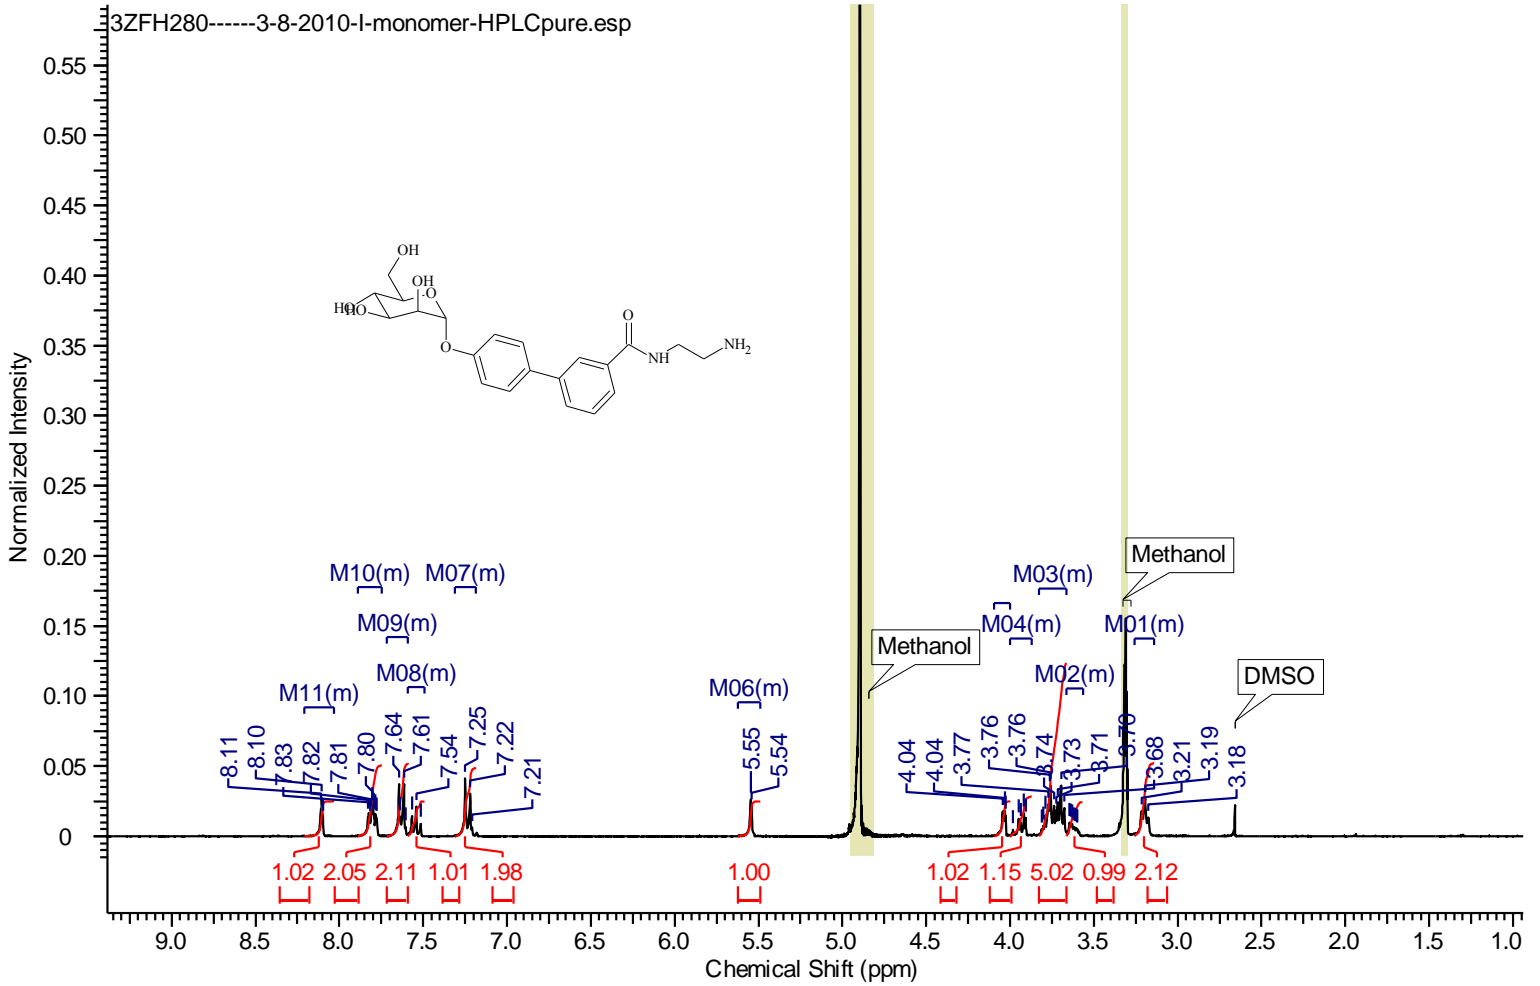 3ZFH280------3-8-2010-I-monomer-HPLCpure.esp
0.55
0.50
0.45
0.40
0.35
0.30
0.25
0.20
0.15
0.10
0.05
0
Normalized Intensity
OH
OH
O
HO
HO
O
O
NH
NH2
Methanol
Methanol
DMSO
M10(m) M07(m)
M03(m)
M09(m)
M04(m)
M01(m)
M08(m)
M02(m)
M11(m)
M06(m)
8.11
8.10
7.83
7.82
7.81
7.80
7.64
7.61
7.54
7.25
7.22
7.21
5.55
5.54
4.04
4.04
3.77
3.76
3.76
3.74
3.73
3.71
3.70
3.68
3.21
3.19
3.18
1.02 2.05 2.11 1.01 1.98 1.00 1.02 1.15 5.02 0.99 2.12
9.0 8.5 8.0 7.5 7.0 6.5 6.0 5.5 5.0 4.5 4.0 3.5 3.0 2.5 2.0 1.5 1.0
Chemical Shift (ppm)